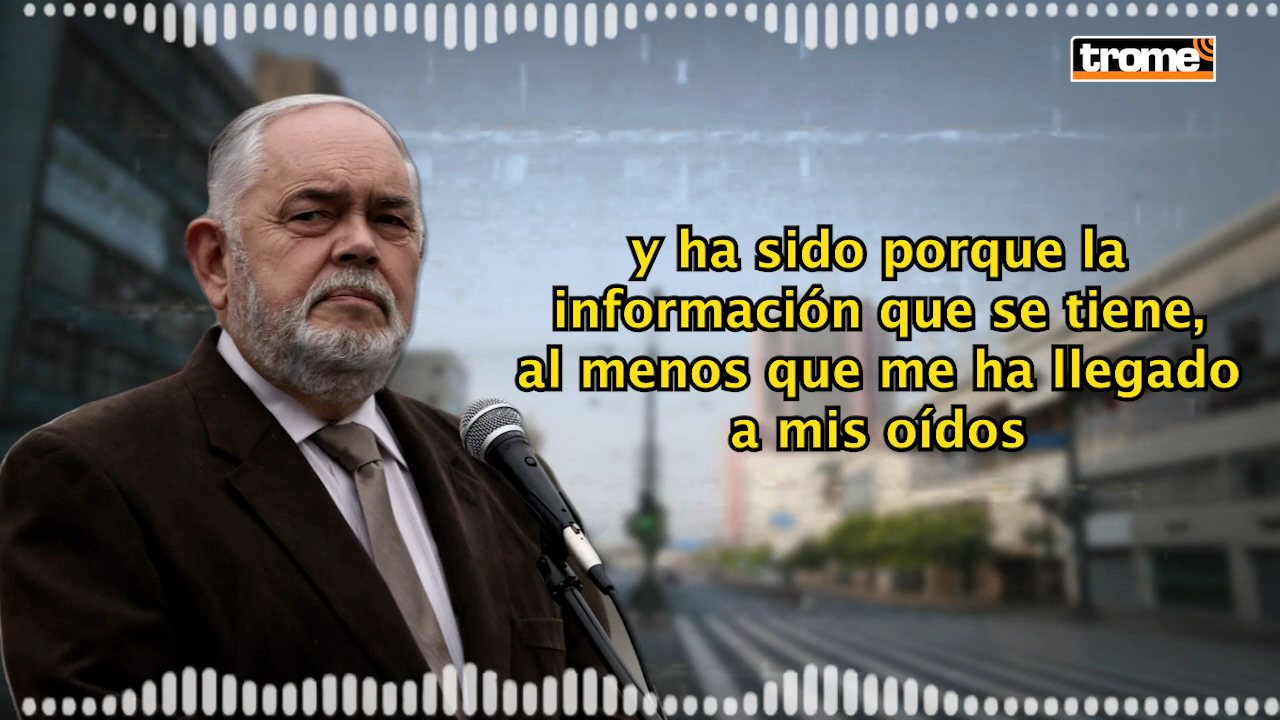 trome
y ha sido porque la
información que se tiene,
al menos que me ha llegado
a mis oídos